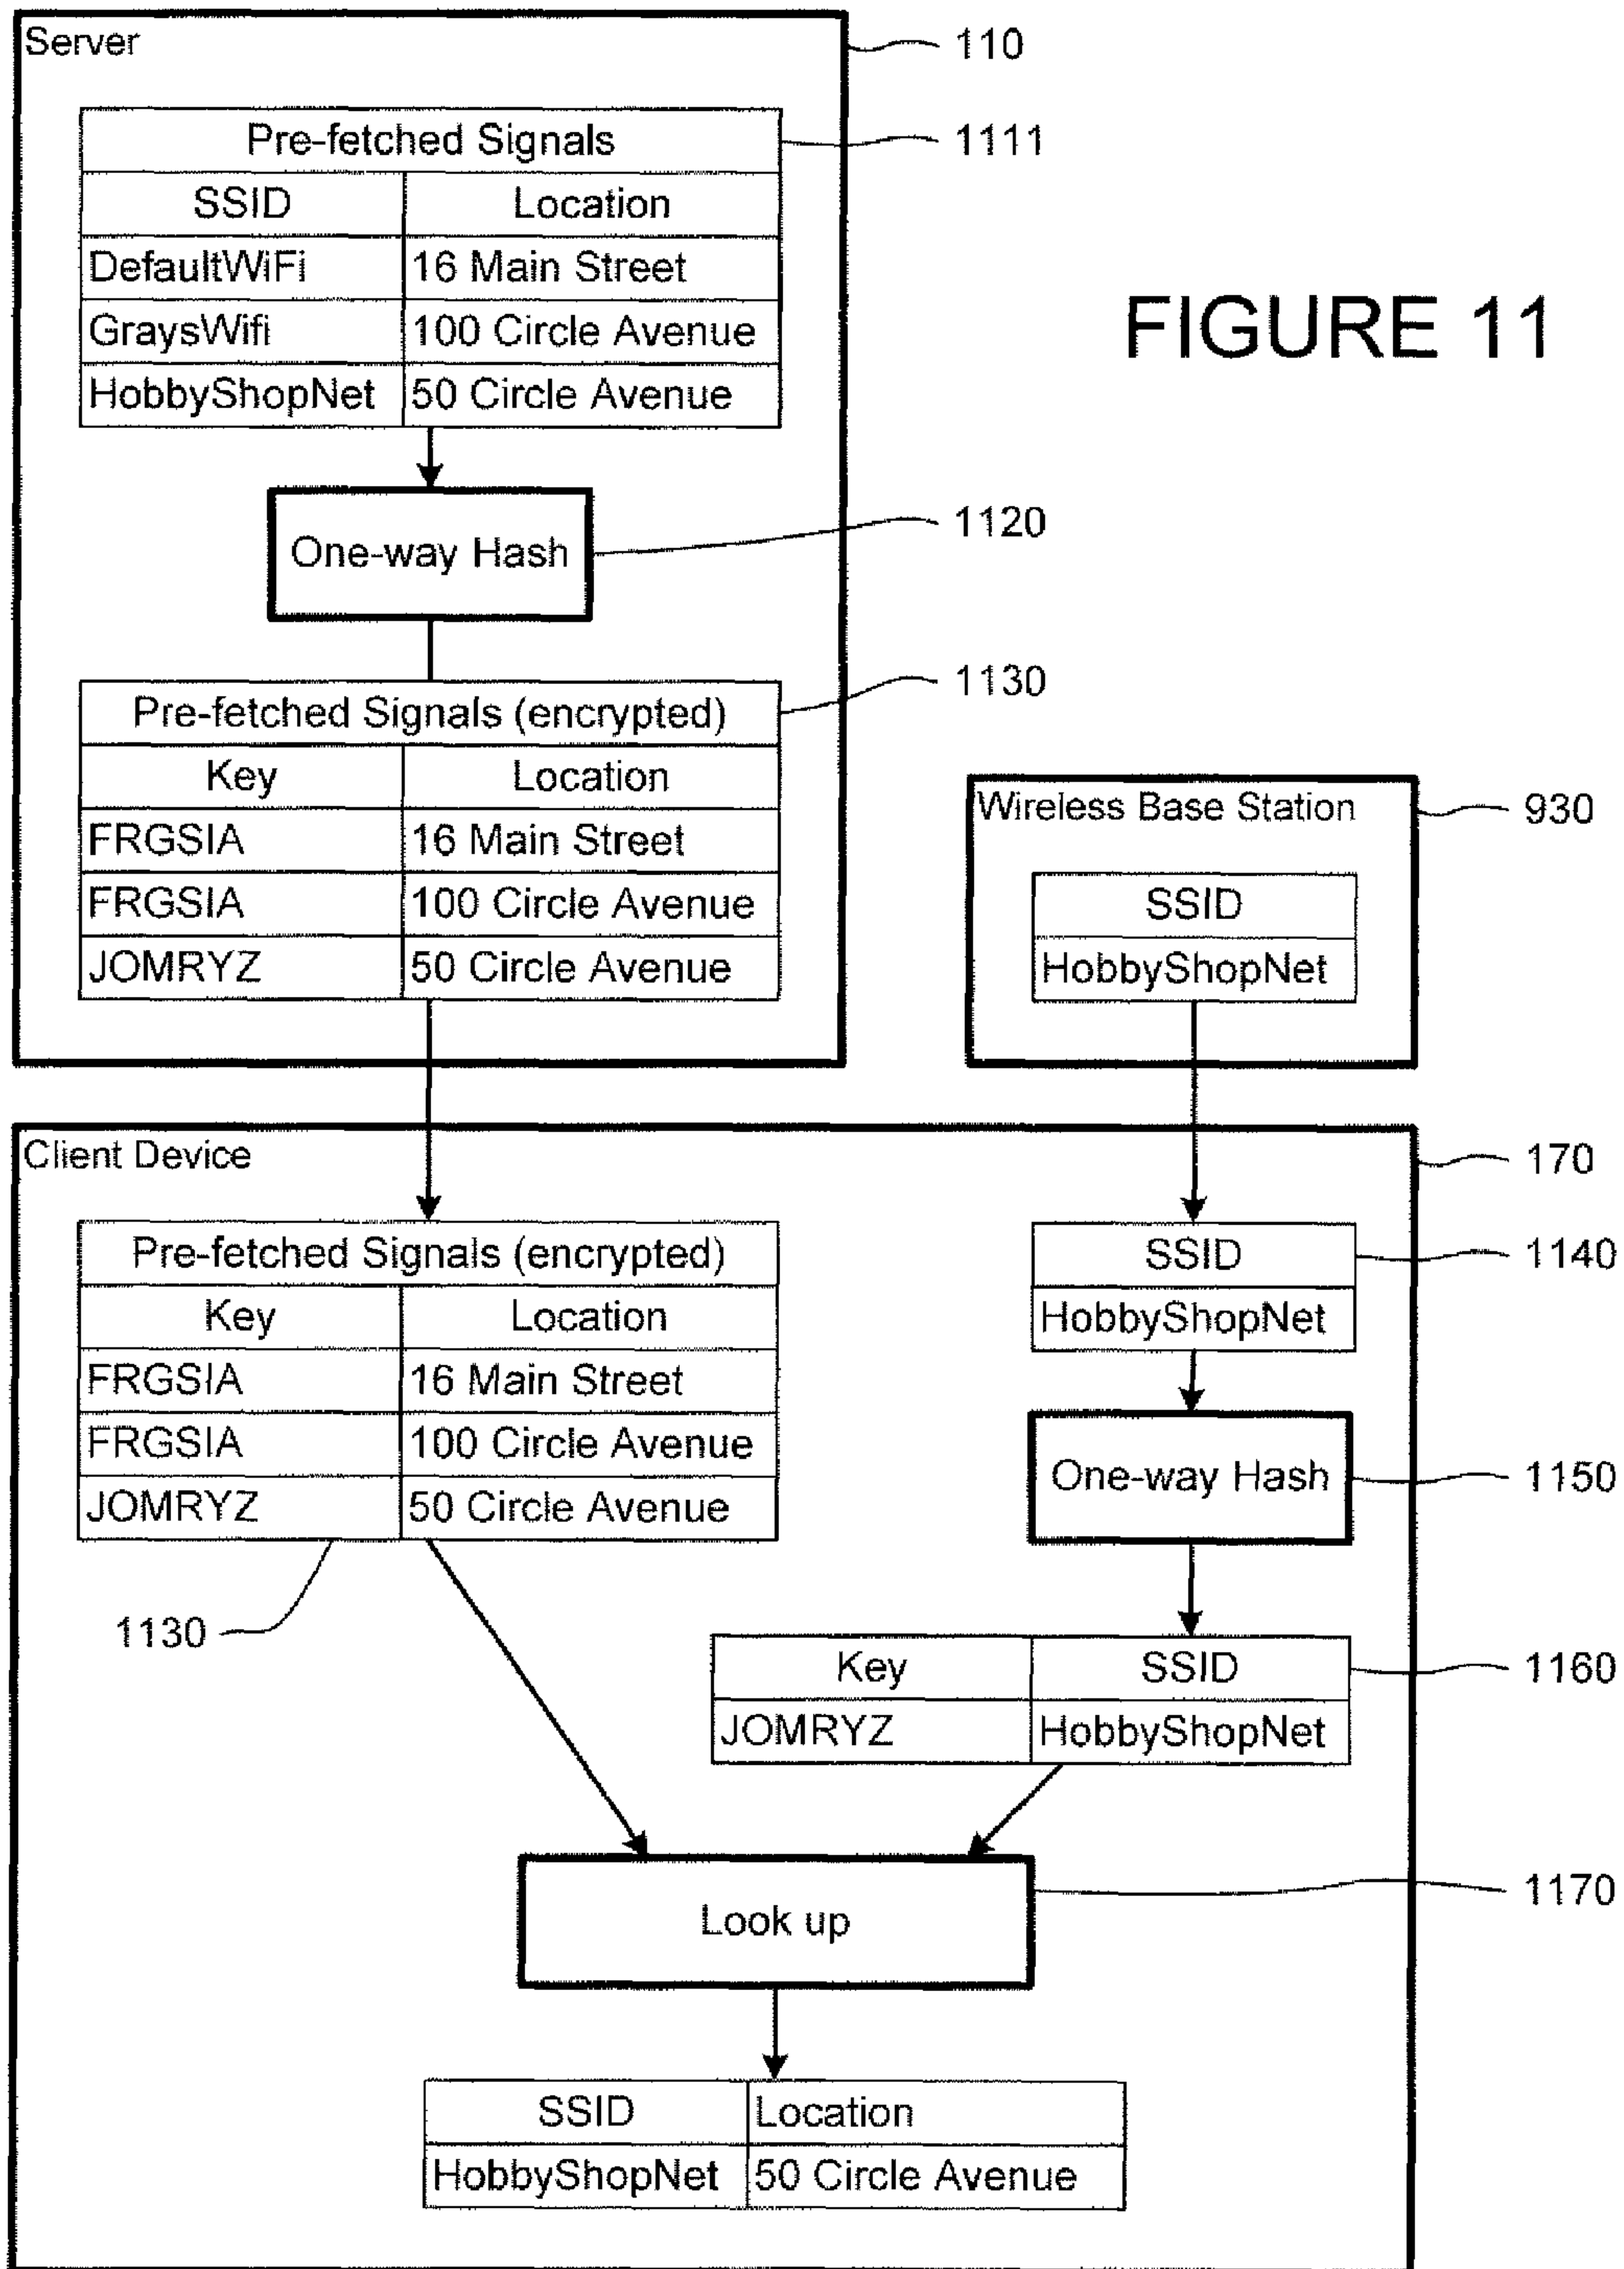 Server
110
Pre-fetched Signals
1111
SSID Location
DefaultWiFi 16 Main Street
GraysWifi 100 Circle Avenue
HobbyShopNet 50 Circle Avenue
FIGURE 11
One-way Hash
1120
Pre-fetched Signals (encrypted)
1130
Key Location
FRGSIA 16 Main Street
FRGSIA 100 Circle Avenue
JOMRYZ 50 Circle Avenue
Wireless Base Station
930
SSID
HobbyShopNet
Client Device
170
Pre-fetched Signals (encrypted)
Key Location
FRGSIA 16 Main Street
FRGSIA 100 Circle Avenue
JOMRYZ 50 Circle Avenue
1130
SSID
1140
HobbyShopNet
One-way Hash
1150
Key SSID
1160
JOMRYZ HobbyShopNet
Look up
1170
SSID Location
HobbyShopNet 50 Circle Avenue